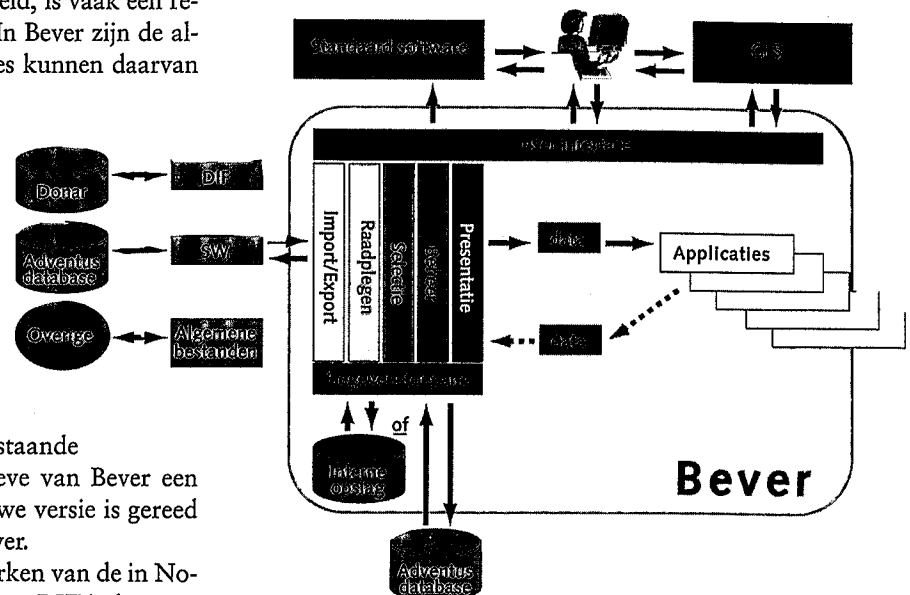 eld, is vaak een re-
In Bever zijn de al-
es kunnen daarvan
staande
eve van Bever een
we versie is gereed
ver.
rken van de in No-
Standaard software
GIS
User interface
Donar
DIF
Adventus
database
SW
Overige
Algemene
bestanden
Import/Export
Raadplegen
Selectie
Beheer
Presentatie
data
Applicaties
data
of
Interne
opslag
Bever
Adventus
database